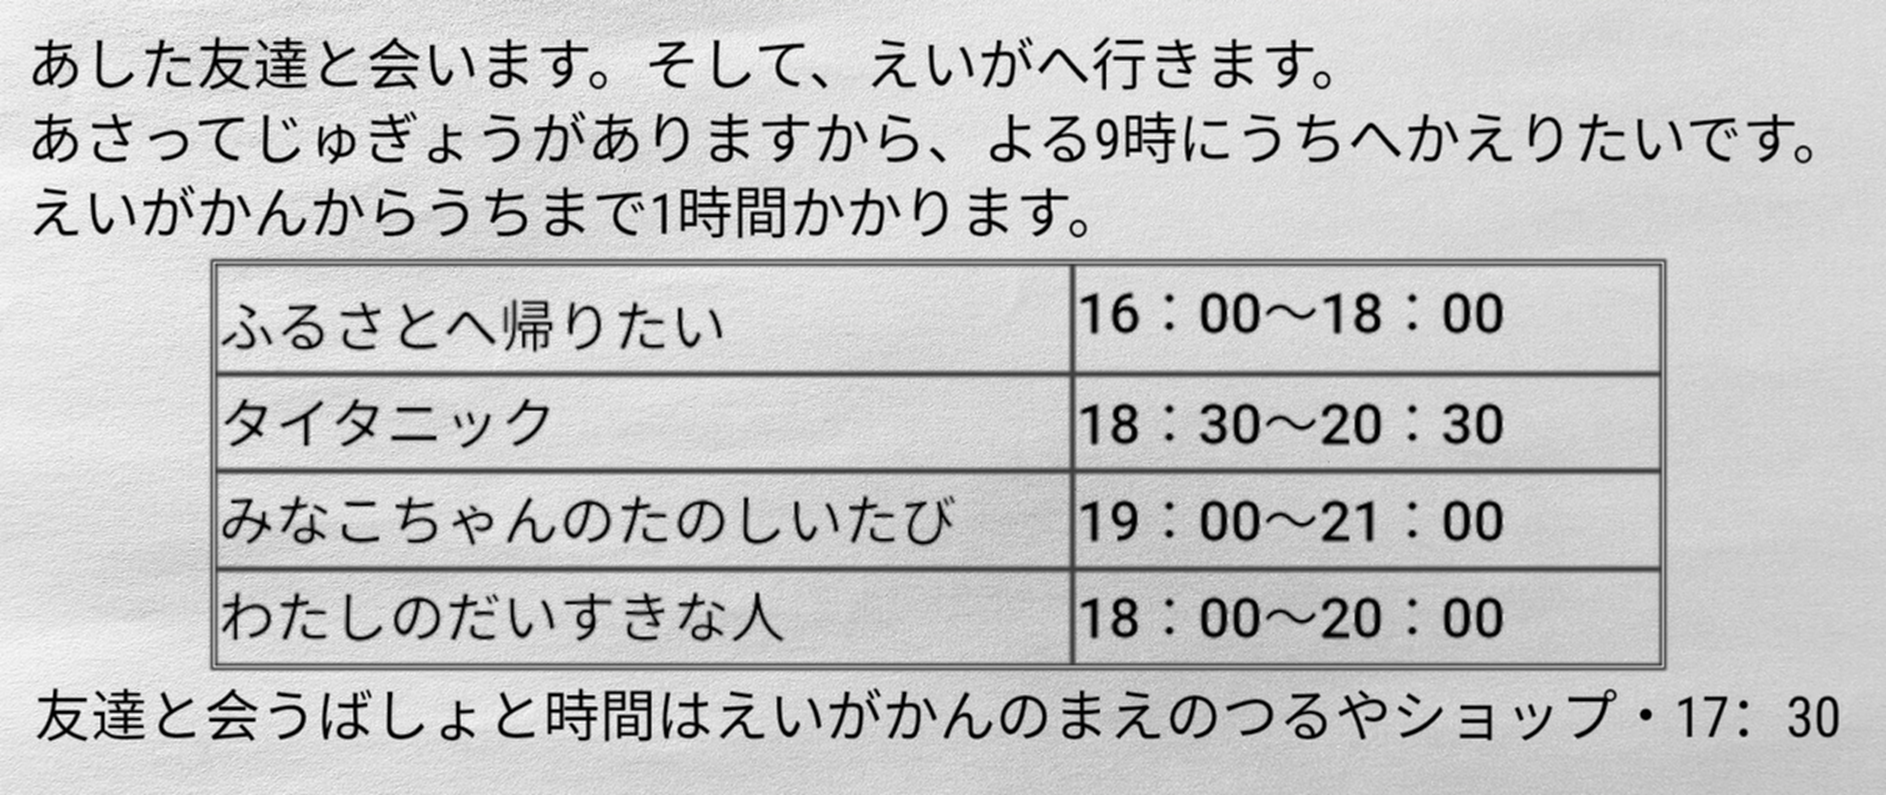 あした友達と会います。そして、えいがへ行きます。
あさってじゅぎょうがありますから、よる9時にうちへかえりたいです。
えいがかんからうちまで1時間かかります。
ふるさとへ帰りたい 16：00～18：00
タイタニック 18：30～20：30
みなこちゃんのたのしいたび 19：00～21：00
わたしのだいすきな人 18：00～20：00
友達と会うばしょと時間はえいがかんのまえのつるやショップ・17：30